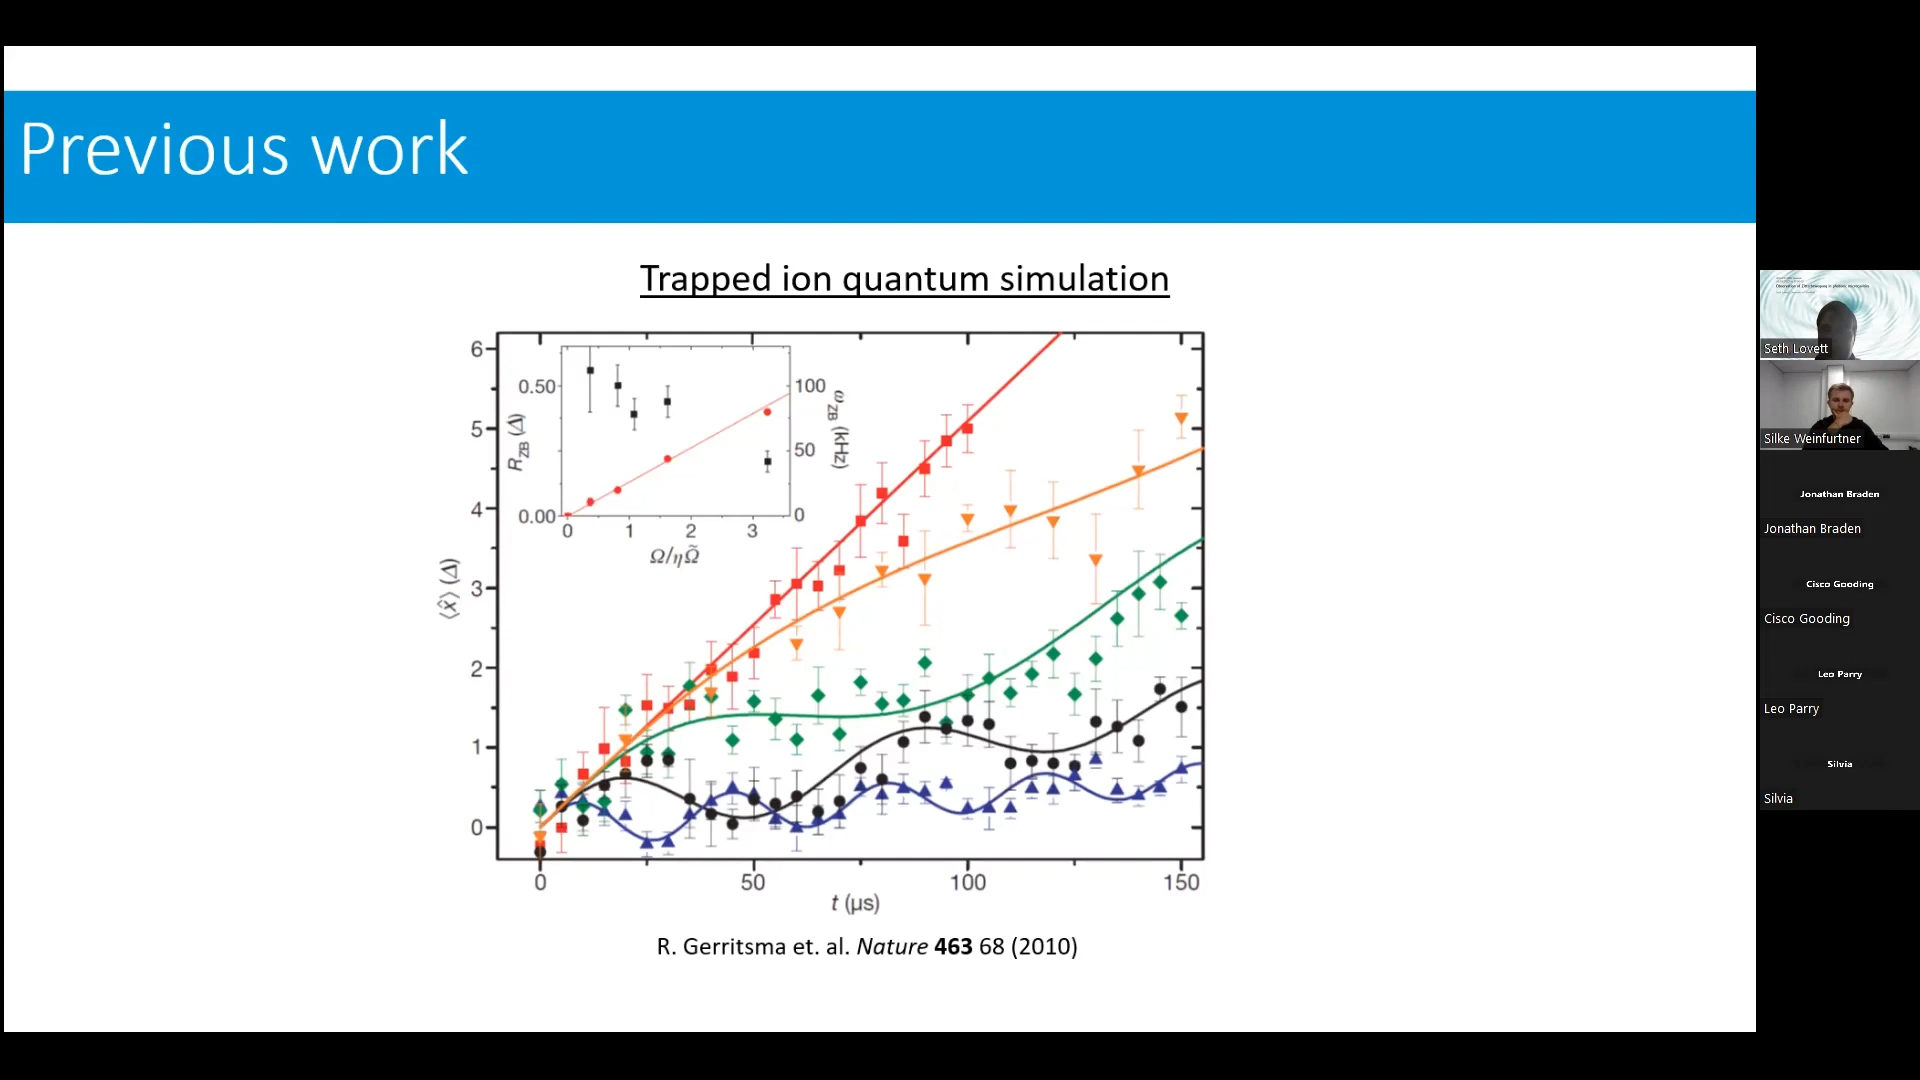 Previous work
Trapped ion quantum simulation
6
5
4
3
2
1
0
⟨x̂⟩ (Δ)
0.50
0.00
R_ZB (Δ)
100
50
0
ω_ZB (kHz)
0 1 2 3
Ω/ηΩ̃
0 50 100 150
t (μs)
R. Gerritsma et. al. Nature 463 68 (2010)
Seth Lovett
Silke Weinfurtner
Jonathan Braden
Jonathan Braden
Cisco Gooding
Cisco Gooding
Leo Parry
Leo Parry
Silvia
Silvia